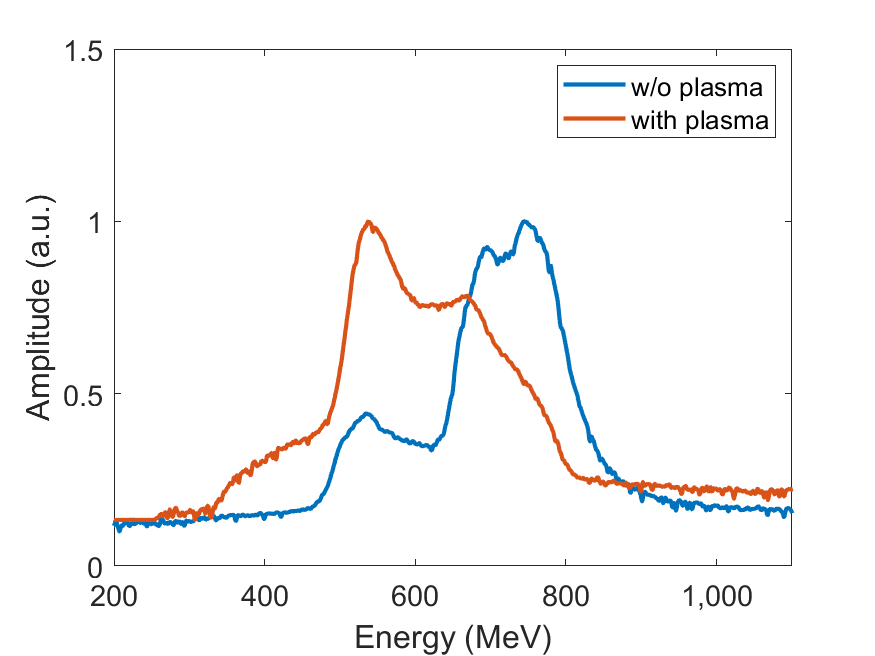 1.5
1
0.5
0
Amplitude (a.u.)
w/o plasma
with plasma
200 400 600 800 1,000
Energy (MeV)